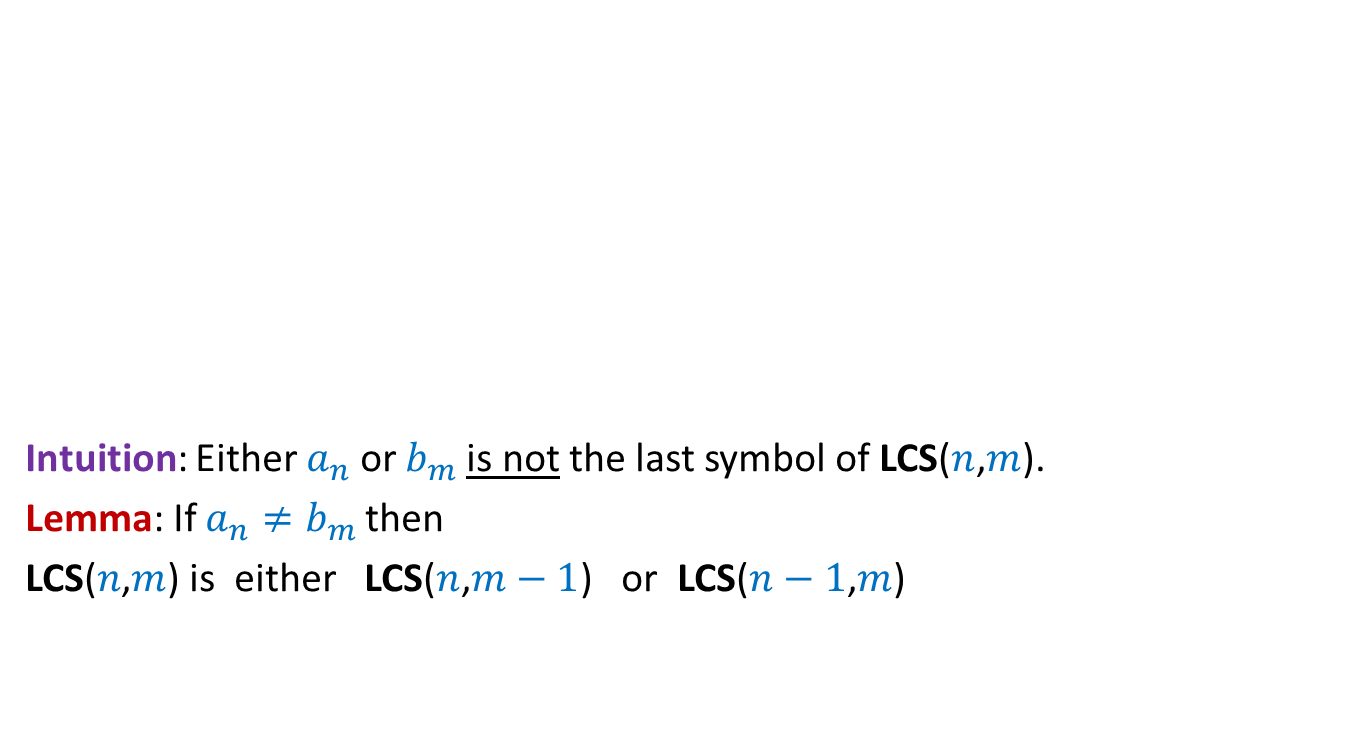 Intuition: Either aₙ or bₘ is not the last symbol of LCS(n,m).
Lemma: If aₙ ≠ bₘ then
LCS(n,m) is either LCS(n,m − 1) or LCS(n − 1,m)